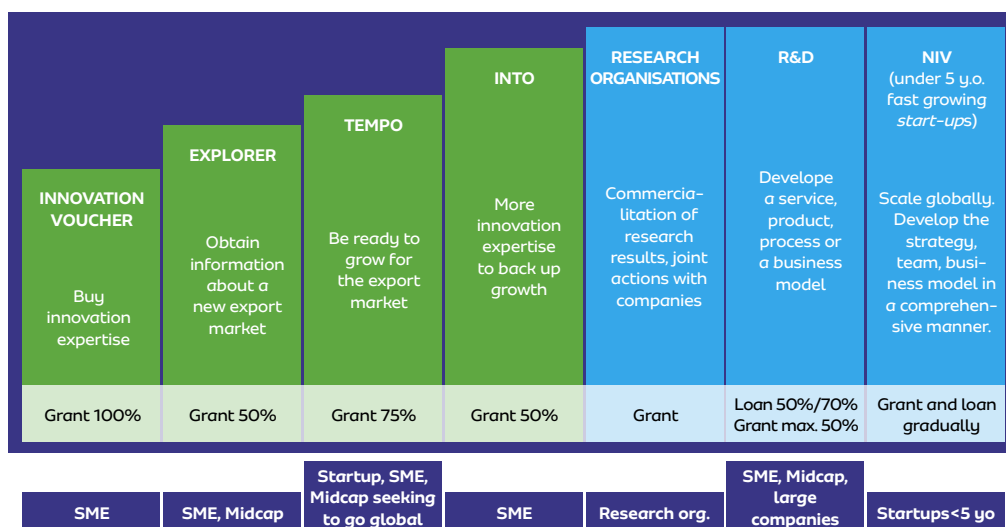 INNOVATION
VOUCHER
Buy
innovation
expertise
Grant 100%
SME
EXPLORER
Obtain
information
about a
new export
market
Grant 50%
SME, Midcap
TEMPO
Be ready to
grow for
the export
market
Grant 75%
Startup, SME,
Midcap seeking
to go global
INTO
More
innovation
expertise
to back up
growth
Grant 50%
SME
RESEARCH
ORGANISATIONS
Commercia-
litation of
research
results, joint
actions with
companies
Grant
Research org.
R&D
Develope
a service,
product,
process or
a business
model
Loan 50%/70%
Grant max. 50%
SME, Midcap,
large
companies
NIV
(under 5 y.o.
fast growing
start-ups)
Scale globally.
Develop the
strategy,
team, busi-
ness model in
a comprehen-
sive manner.
Grant and loan
gradually
Startups<5 yo